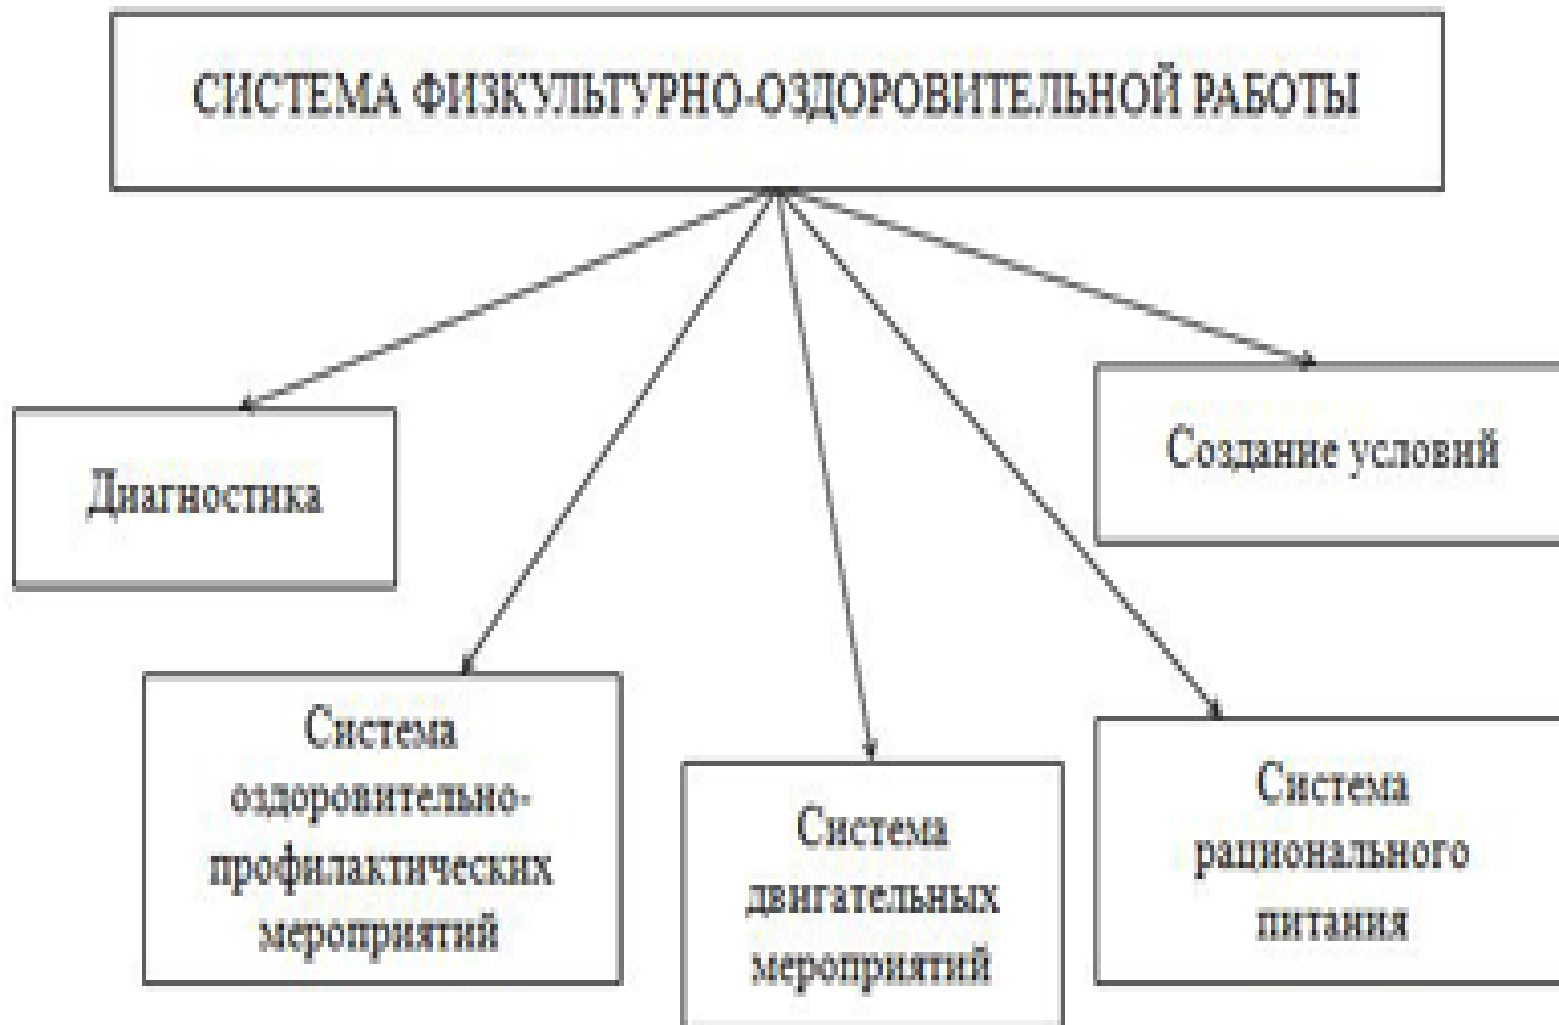 СИСТЕМА ФИЗКУЛЬТУРНО-ОЗДОРОВИТЕЛЬНОЙ РАБОТЫ
Диагностика
Создание условий
Система
оздоровительно-
профилактических
мероприятий
Система
двигательных
мероприятий
Система
рационального
питания